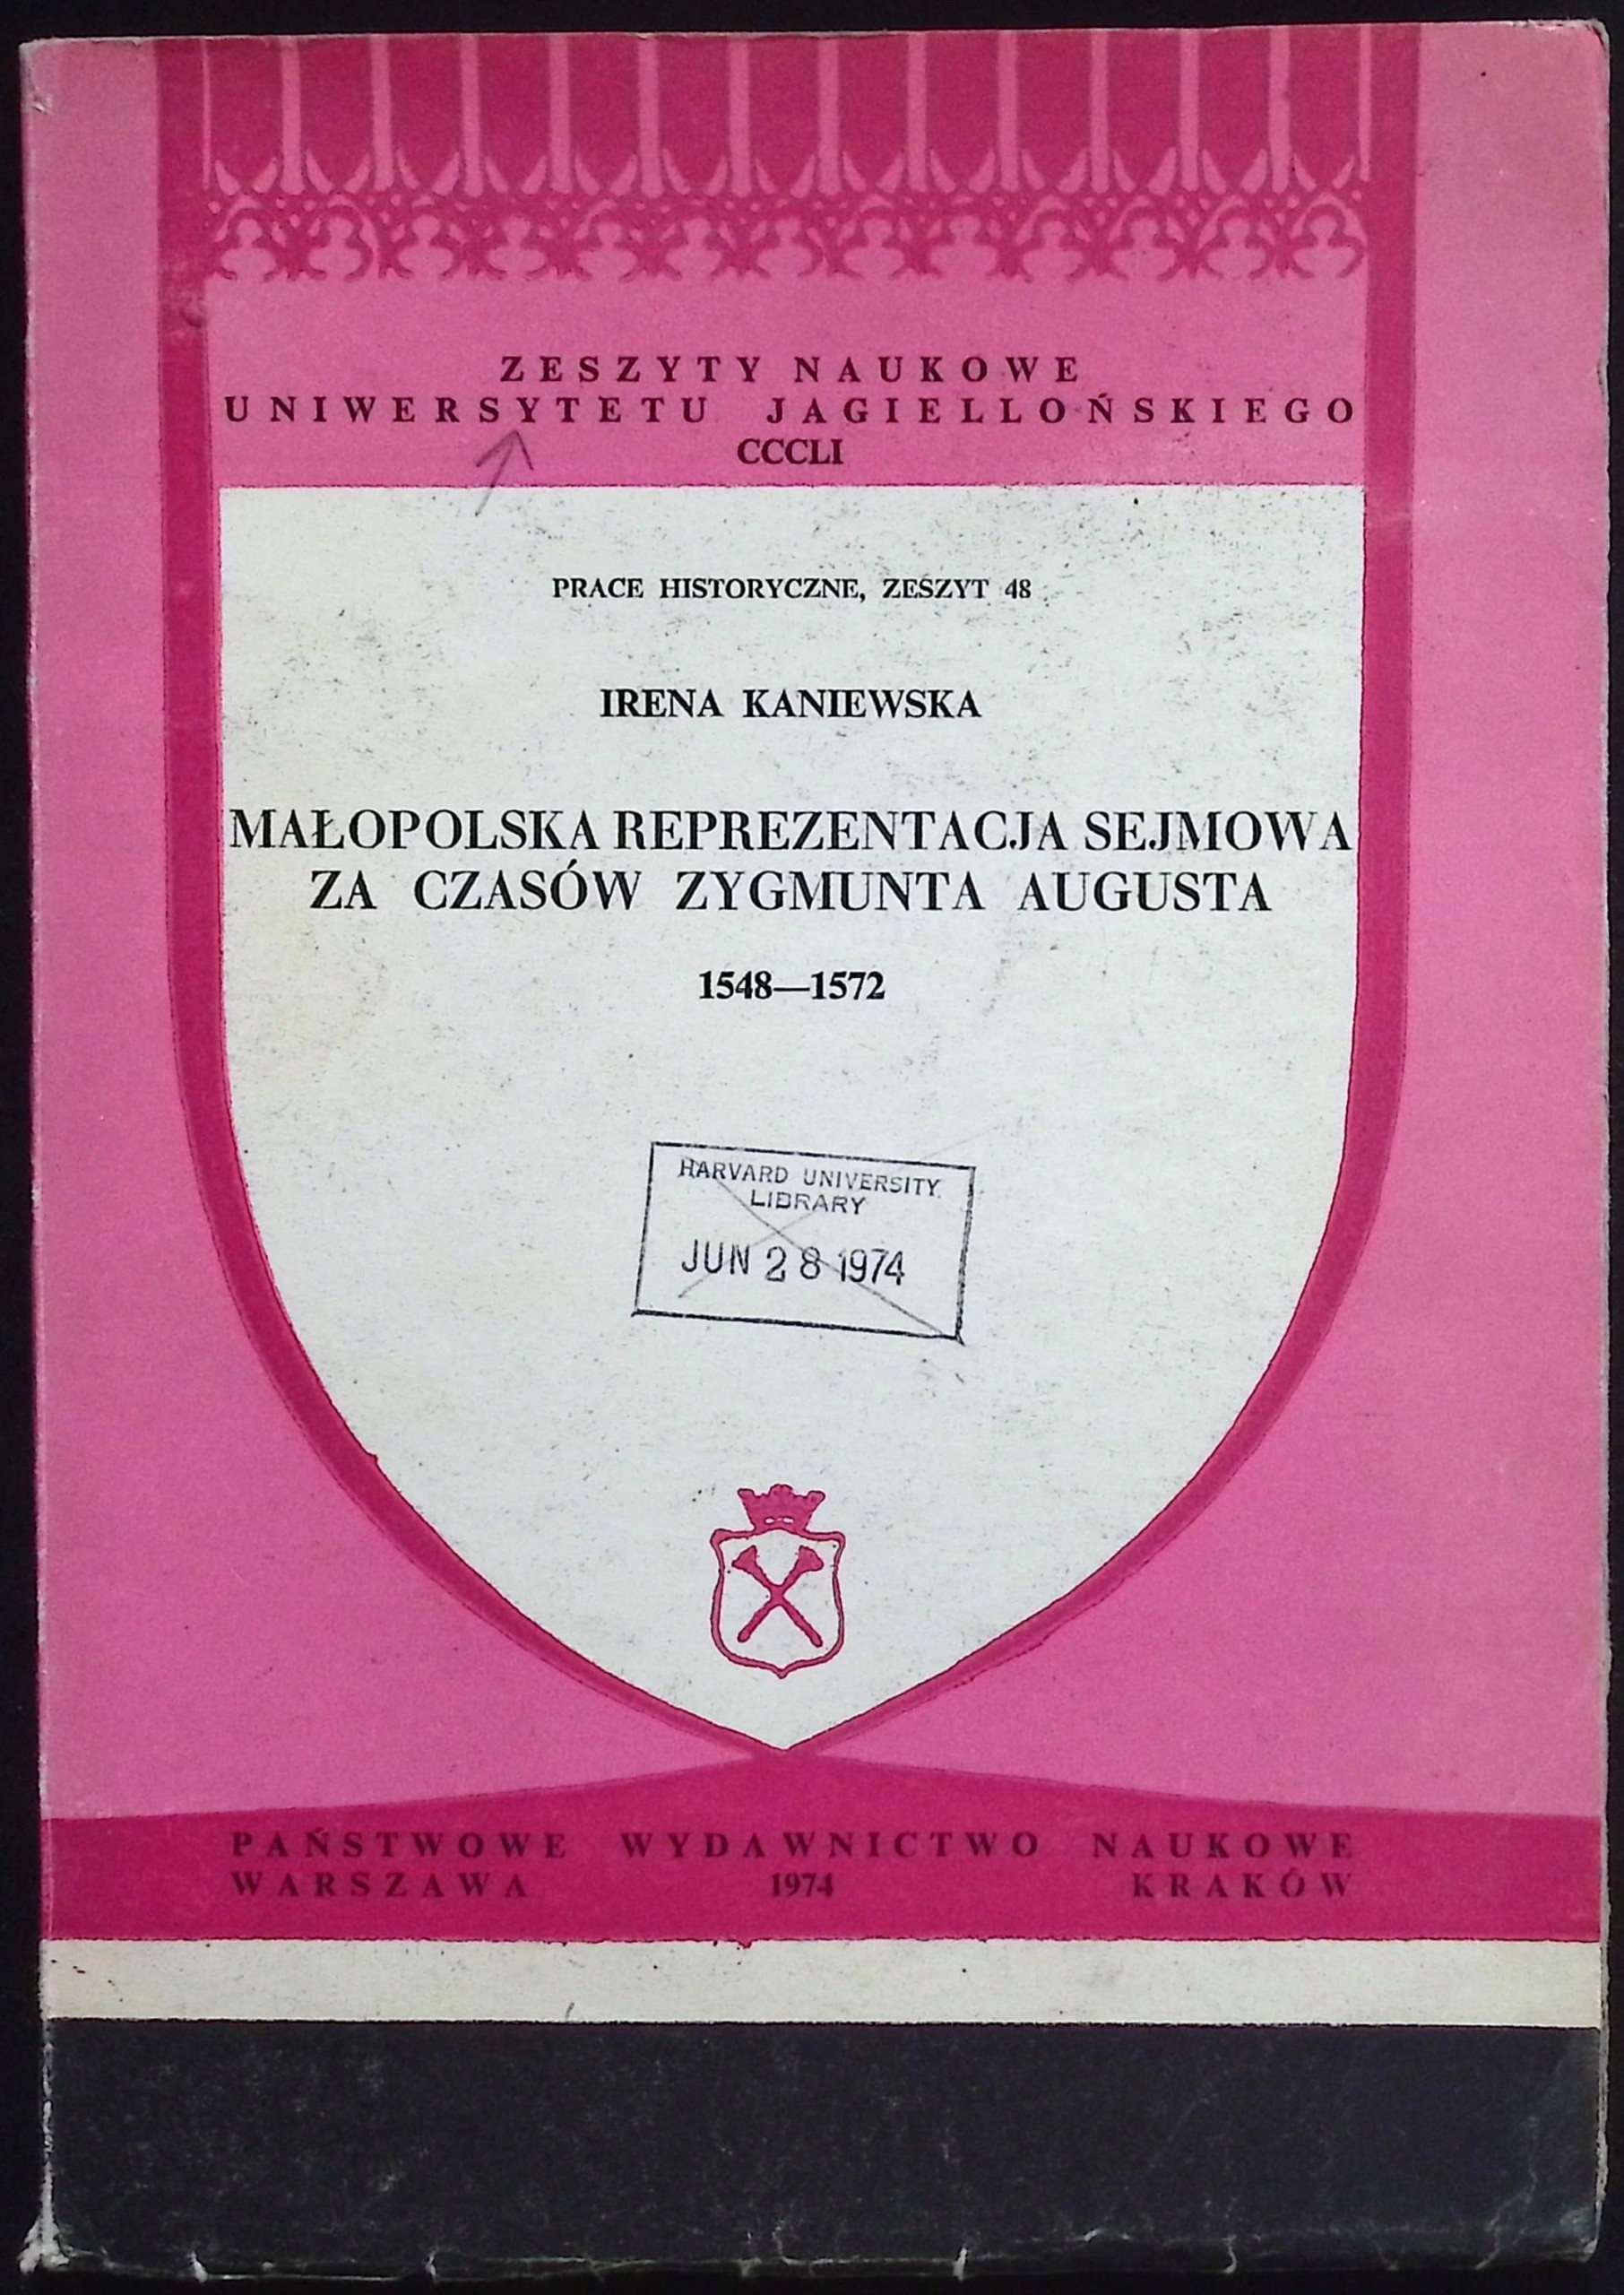 ZESZYTY NAUKOWE
UNIWERSYTETU JAGIELLOŃSKIEGO
CCCLI
PRACE HISTORYCZNE, ZESZYT 48
IRENA KANIEWSKA
MAŁOPOLSKA REPREZENTACJA SEJMOWA
ZA CZASÓW ZYGMUNTA AUGUSTA
1548—1572
HARVARD UNIVERSITY
LIBRARY
JUN 28 1974
PAŃSTWOWE WYDAWNICTWO NAUKOWE
WARSZAWA 1974 KRAKÓW